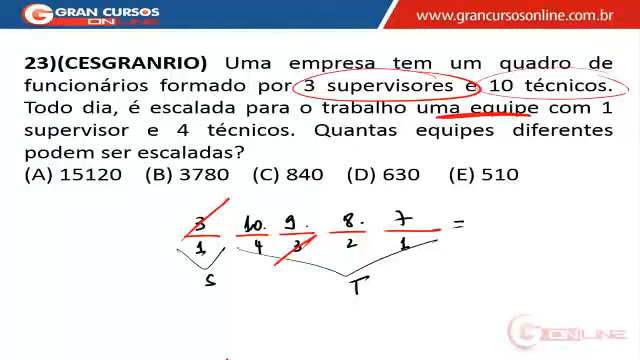 GRAN CURSOS
ONLINE
www.grancursosonline.com.br
23)(CESGRANRIO) Uma empresa tem um quadro de
funcionários formado por 3 supervisores e 10 técnicos.
Todo dia, é escalada para o trabalho uma equipe com 1
supervisor e 4 técnicos. Quantas equipes diferentes
podem ser escaladas?
(A) 15120 (B) 3780 (C) 840 (D) 630 (E) 510
3 10. 9. 8. 7 =
1 4 3 2 1
S T
GRAN CURSOS
ONLINE